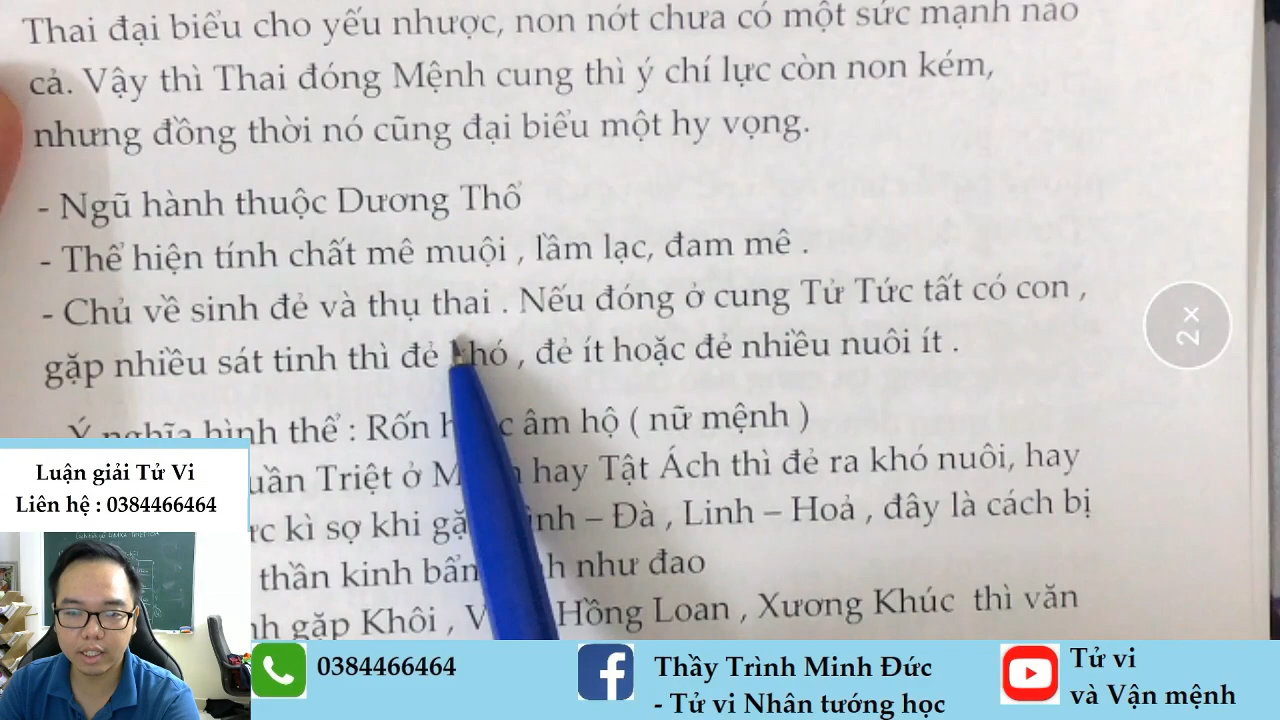 Thai đại biểu cho yếu nhược, non nớt chưa có một sức mạnh nào
cả. Vậy thì Thai đóng Mệnh cung thì ý chí lực còn non kém,
nhưng đồng thời nó cũng đại biểu một hy vọng.
- Ngũ hành thuộc Dương Thổ
- Thể hiện tính chất mê muội , lầm lạc, đam mê .
- Chủ về sinh đẻ và thụ thai . Nếu đóng ở cung Tử Tức tất có con ,
gặp nhiều sát tinh thì đẻ khó , đẻ ít hoặc đẻ nhiều nuôi ít .
Ý nghĩa hình thể : Rốn âm hộ ( nữ mệnh )
Triệt ở hay Tật Ách thì đẻ ra khó nuôi, hay
kì sợ khi – Đà , Linh – Hoả , đây là cách bị
thần kinh như đao
gặp Khôi , Hồng Loan , Xương Khúc thì văn
2×
Luận giải Tử Vi
Liên hệ : 0384466464
0384466464
Thầy Trình Minh Đức
- Tử vi Nhân tướng học
Tử vi
và Vận mệnh